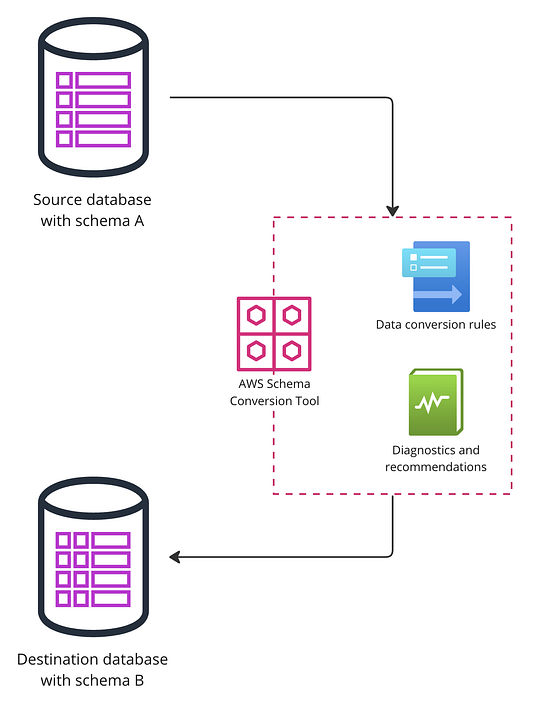 Source database
with schema A
Data conversion rules
AWS Schema
Conversion Tool
Diagnostics and
recommendations
Destination database
with schema B